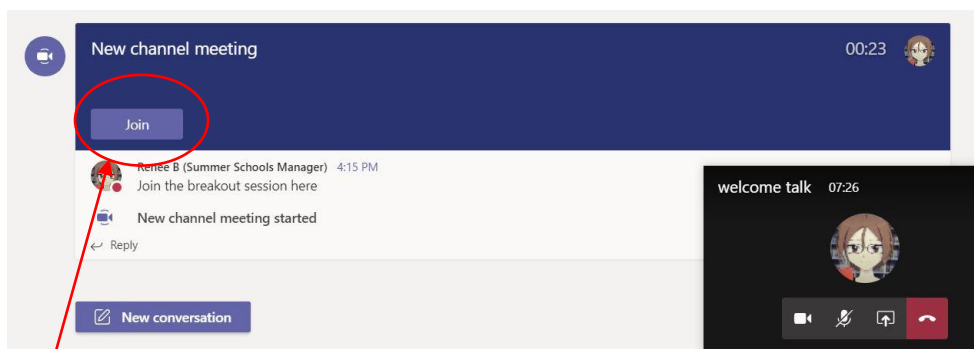 New channel meeting 00:23
Join
Renee B (Summer Schools Manager) 4:15 PM
Join the breakout session here
New channel meeting started
Reply
welcome talk 07:26
New conversation